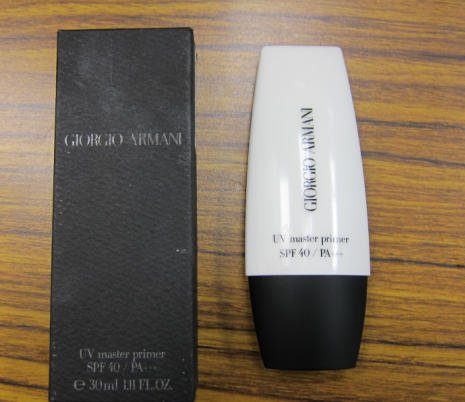 GIORGIO ARMANI
UV master primer
SPF 40 / PA+++
℮ 30 ml 1.01 FL.OZ.
GIORGIO ARMANI
UV master primer
SPF 40 / PA+++